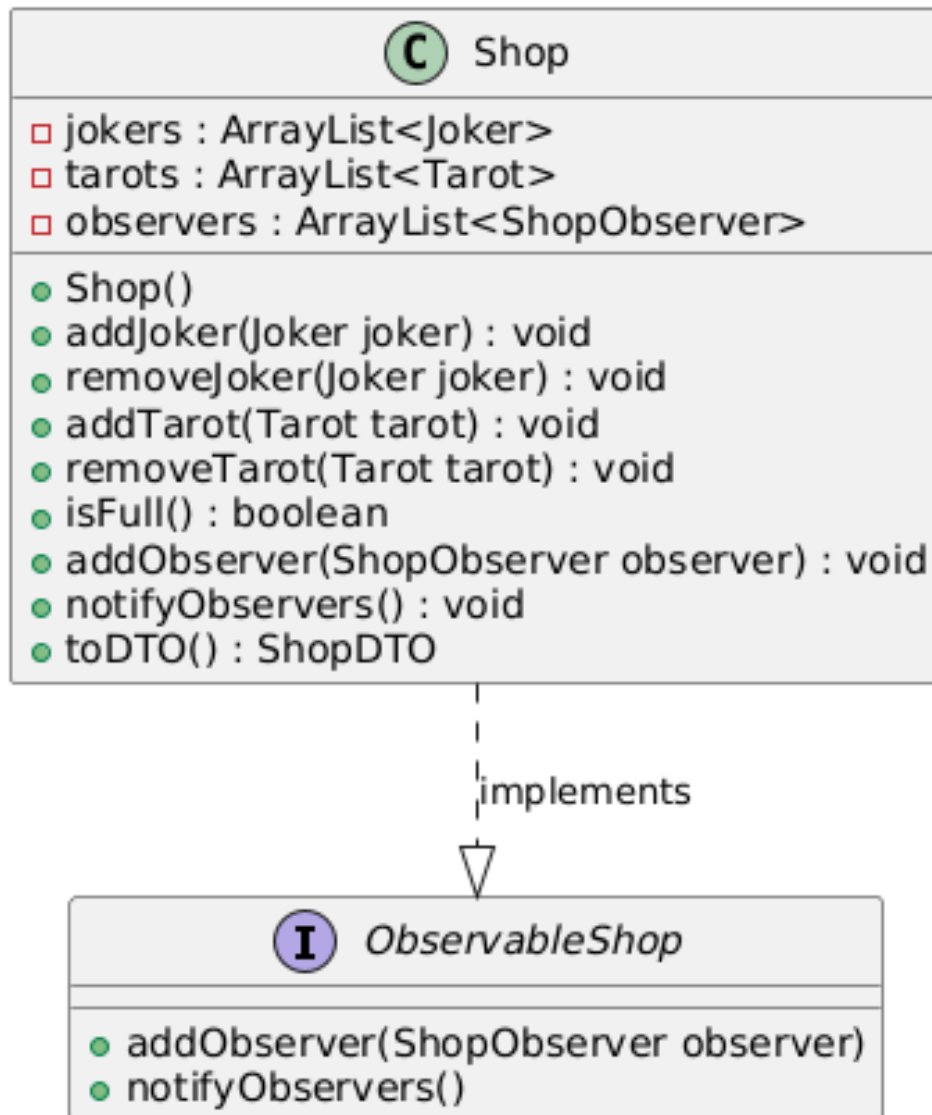 C Shop
jokers : ArrayList<Joker>
tarots : ArrayList<Tarot>
observers : ArrayList<ShopObserver>
Shop()
addJoker(Joker joker) : void
removeJoker(Joker joker) : void
addTarot(Tarot tarot) : void
removeTarot(Tarot tarot) : void
isFull() : boolean
addObserver(ShopObserver observer) : void
notifyObservers() : void
toDTO() : ShopDTO
implements
I ObservableShop
addObserver(ShopObserver observer)
notifyObservers()